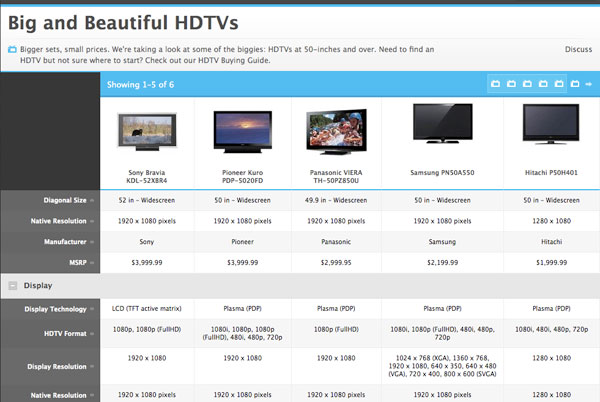 Big and Beautiful HDTVs
Bigger sets, small prices. We're taking a look at some of the biggies: HDTVs at 50-inches and over. Need to find an
HDTV but not sure where to start? Check out our HDTV Buying Guide.
Discuss
Showing 1-5 of 6
Sony Bravia
KDL-52XBR4
Pioneer Kuro
PDP-5020FD
Panasonic VIERA
TH-50PZ850U
Samsung PN50A550
Hitachi P50H401
Diagonal Size 52 in - Widescreen 50 in - Widescreen 49.9 in - Widescreen 50 in - Widescreen 50 in - Widescreen
Native Resolution 1920 x 1080 pixels 1920 x 1080 pixels 1920 x 1080 pixels 1920 x 1080 pixels 1280 x 1080
Manufacturer Sony Pioneer Panasonic Samsung Hitachi
MSRP $3,999.99 $3,999.99 $2,999.95 $2,199.99 $1,999.99
Display
Display Technology LCD (TFT active matrix) Plasma (PDP) Plasma (PDP) Plasma (PDP) Plasma (PDP)
HDTV Format 1080p, 1080p (FullHD) 1080i, 1080p, 1080p 1080p (FullHD) 1080i, 1080p (FullHD), 480i, 480p, 1080i, 480i, 480p, 720p
(FullHD), 480i, 480p, 720p 720p
Display Resolution 1920 x 1080 1920 x 1080 1920 x 1080 1024 x 768 (XGA), 1360 x 768, 1280 x 1080
1920 x 1080, 640 x 350, 640 x 480
(VGA), 720 x 400, 800 x 600 (SVGA)
Native Resolution 1920 x 1080 pixels 1920 x 1080 pixels 1920 x 1080 pixels 1920 x 1080 pixels 1280 x 1080